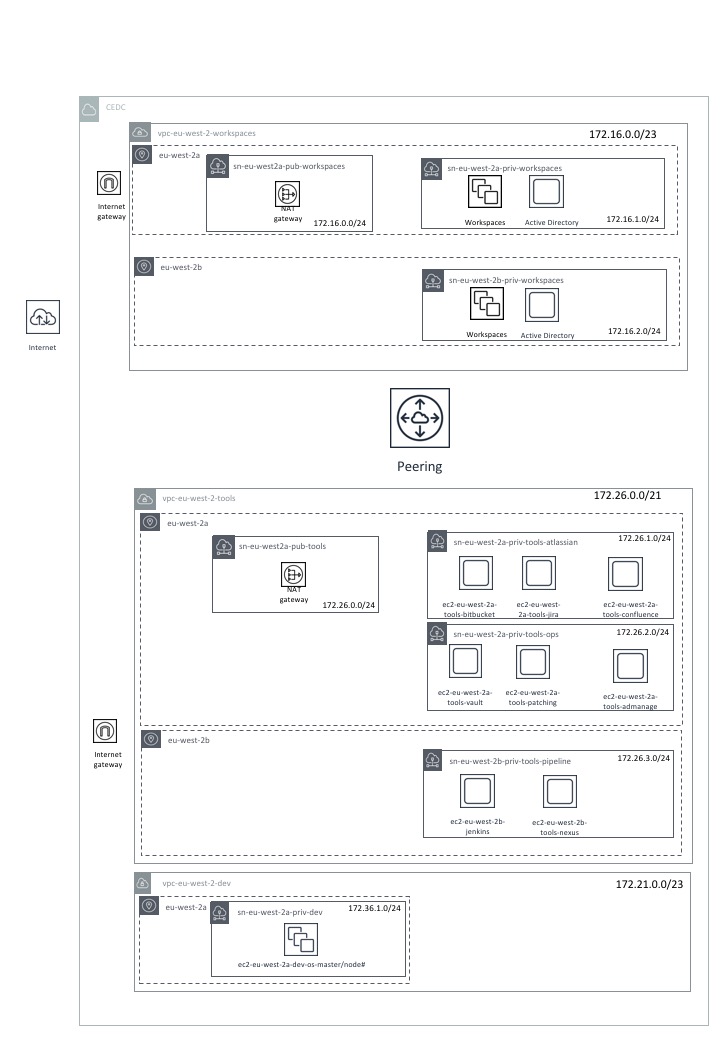 CEDC
vpc-eu-west-2-workspaces
172.16.0.0/23
eu-west-2a
sn-eu-west2a-pub-workspaces
NAT
gateway
172.16.0.0/24
sn-eu-west-2a-priv-workspaces
Workspaces
Active Directory
172.16.1.0/24
Internet
gateway
eu-west-2b
sn-eu-west-2b-priv-workspaces
Workspaces
Active Directory
172.16.2.0/24
Internet
Peering
vpc-eu-west-2-tools
172.26.0.0/21
eu-west-2a
sn-eu-west2a-pub-tools
NAT
gateway
172.26.0.0/24
sn-eu-west-2a-priv-tools-atlassian
172.26.1.0/24
ec2-eu-west-2a-
tools-bitbucket
ec2-eu-west-
2a-tools-jira
ec2-eu-west-2a-
tools-confluence
sn-eu-west-2a-priv-tools-ops
172.26.2.0/24
ec2-eu-west-2a-
tools-vault
ec2-eu-west-2a-
tools-patching
ec2-eu-west-2a-
tools-admanage
Internet
gateway
eu-west-2b
sn-eu-west-2b-priv-tools-pipeline
172.26.3.0/24
ec2-eu-west-2b-
jenkins
ec2-eu-west-2b-
tools-nexus
vpc-eu-west-2-dev
172.21.0.0/23
eu-west-2a
sn-eu-west-2a-priv-dev
172.36.1.0/24
ec2-eu-west-2a-dev-os-master/node#